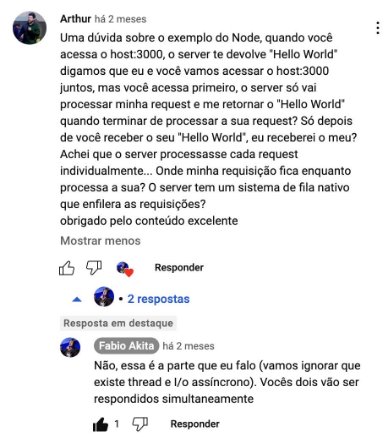 Arthur há 2 meses
Uma dúvida sobre o exemplo do Node, quando você
acessa o host:3000, o server te devolve "Hello World"
digamos que eu e você vamos acessar o host:3000
juntos, mas você acessa primeiro, o server só vai
processar minha request e me retornar o "Hello World"
quando terminar de processar a sua request? Só depois
de você receber o seu "Hello World", eu receberei o meu?
Achei que o server processasse cada request
individualmente... Onde minha requisição fica enquanto
processa a sua? O server tem um sistema de fila nativo
que enfilera as requisições?
obrigado pelo conteúdo excelente
Mostrar menos
Responder
• 2 respostas
Resposta em destaque
Fabio Akita há 2 meses
Não, essa é a parte que eu falo (vamos ignorar que
existe thread e I/o assíncrono). Vocês dois vão ser
respondidos simultaneamente
1 Responder